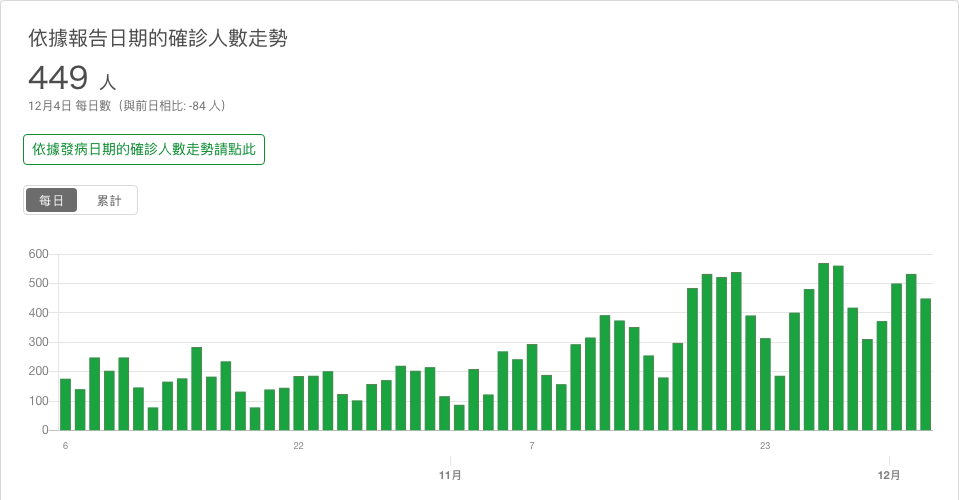 依據報告日期的確診人數走勢
449 人
12月4日 每日數（與前日相比: -84 人）
依據發病日期的確診人數走勢請點此
每日 累計
600
500
400
300
200
100
0
6 22 7 23
11月 12月